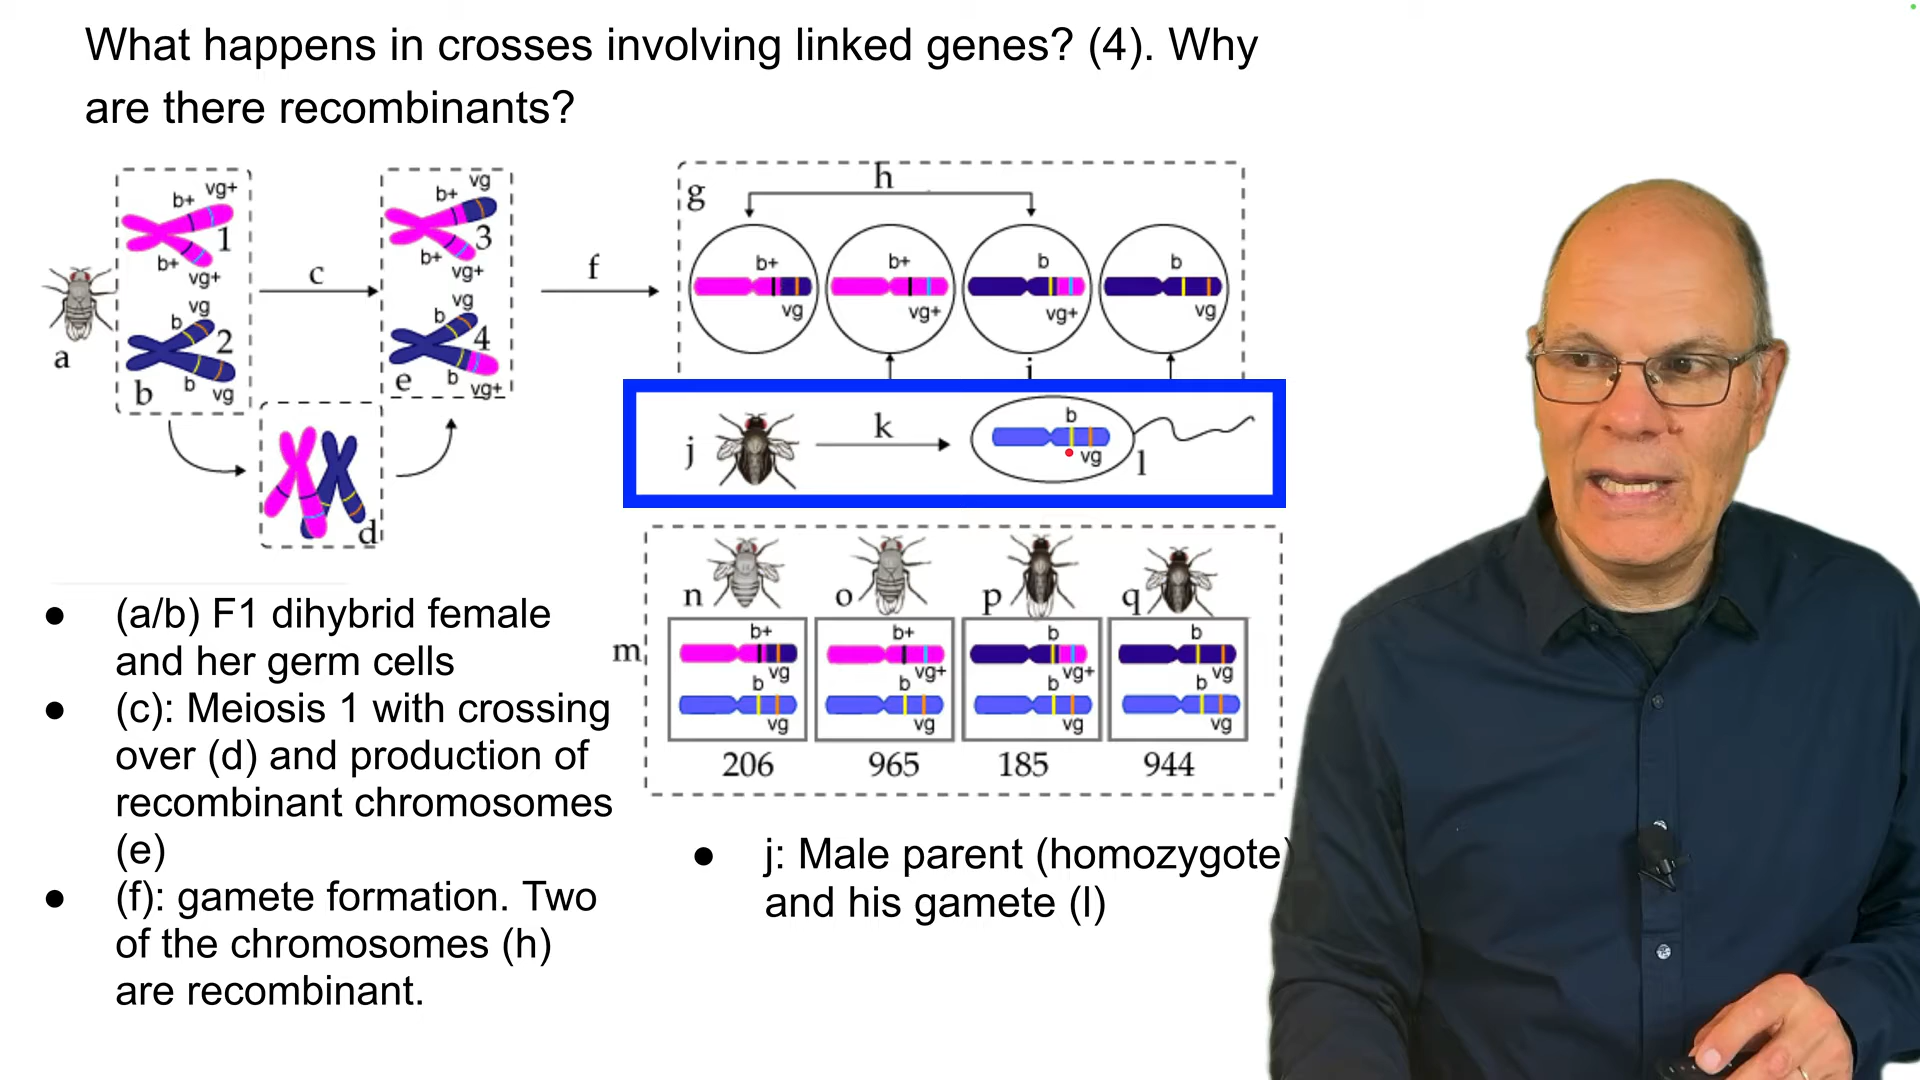 What happens in crosses involving linked genes? (4). Why
are there recombinants?
b+ vg+
1
b+ vg+
a
vg
b 2
b b vg
c
d
b+ vg
3
b+ vg+
vg
b 4
e b vg+
f
g h
b+ b+ b b
vg vg+ vg+ vg
i
j k b
vg l
n o p q
m
b+ b+ b b
vg vg+ vg+ vg
b b b b
vg vg vg vg
206 965 185 944
● (a/b) F1 dihybrid female
and her germ cells
● (c): Meiosis 1 with crossing
over (d) and production of
recombinant chromosomes
(e)
● (f): gamete formation. Two
of the chromosomes (h)
are recombinant.
● j: Male parent (homozygote)
and his gamete (l)